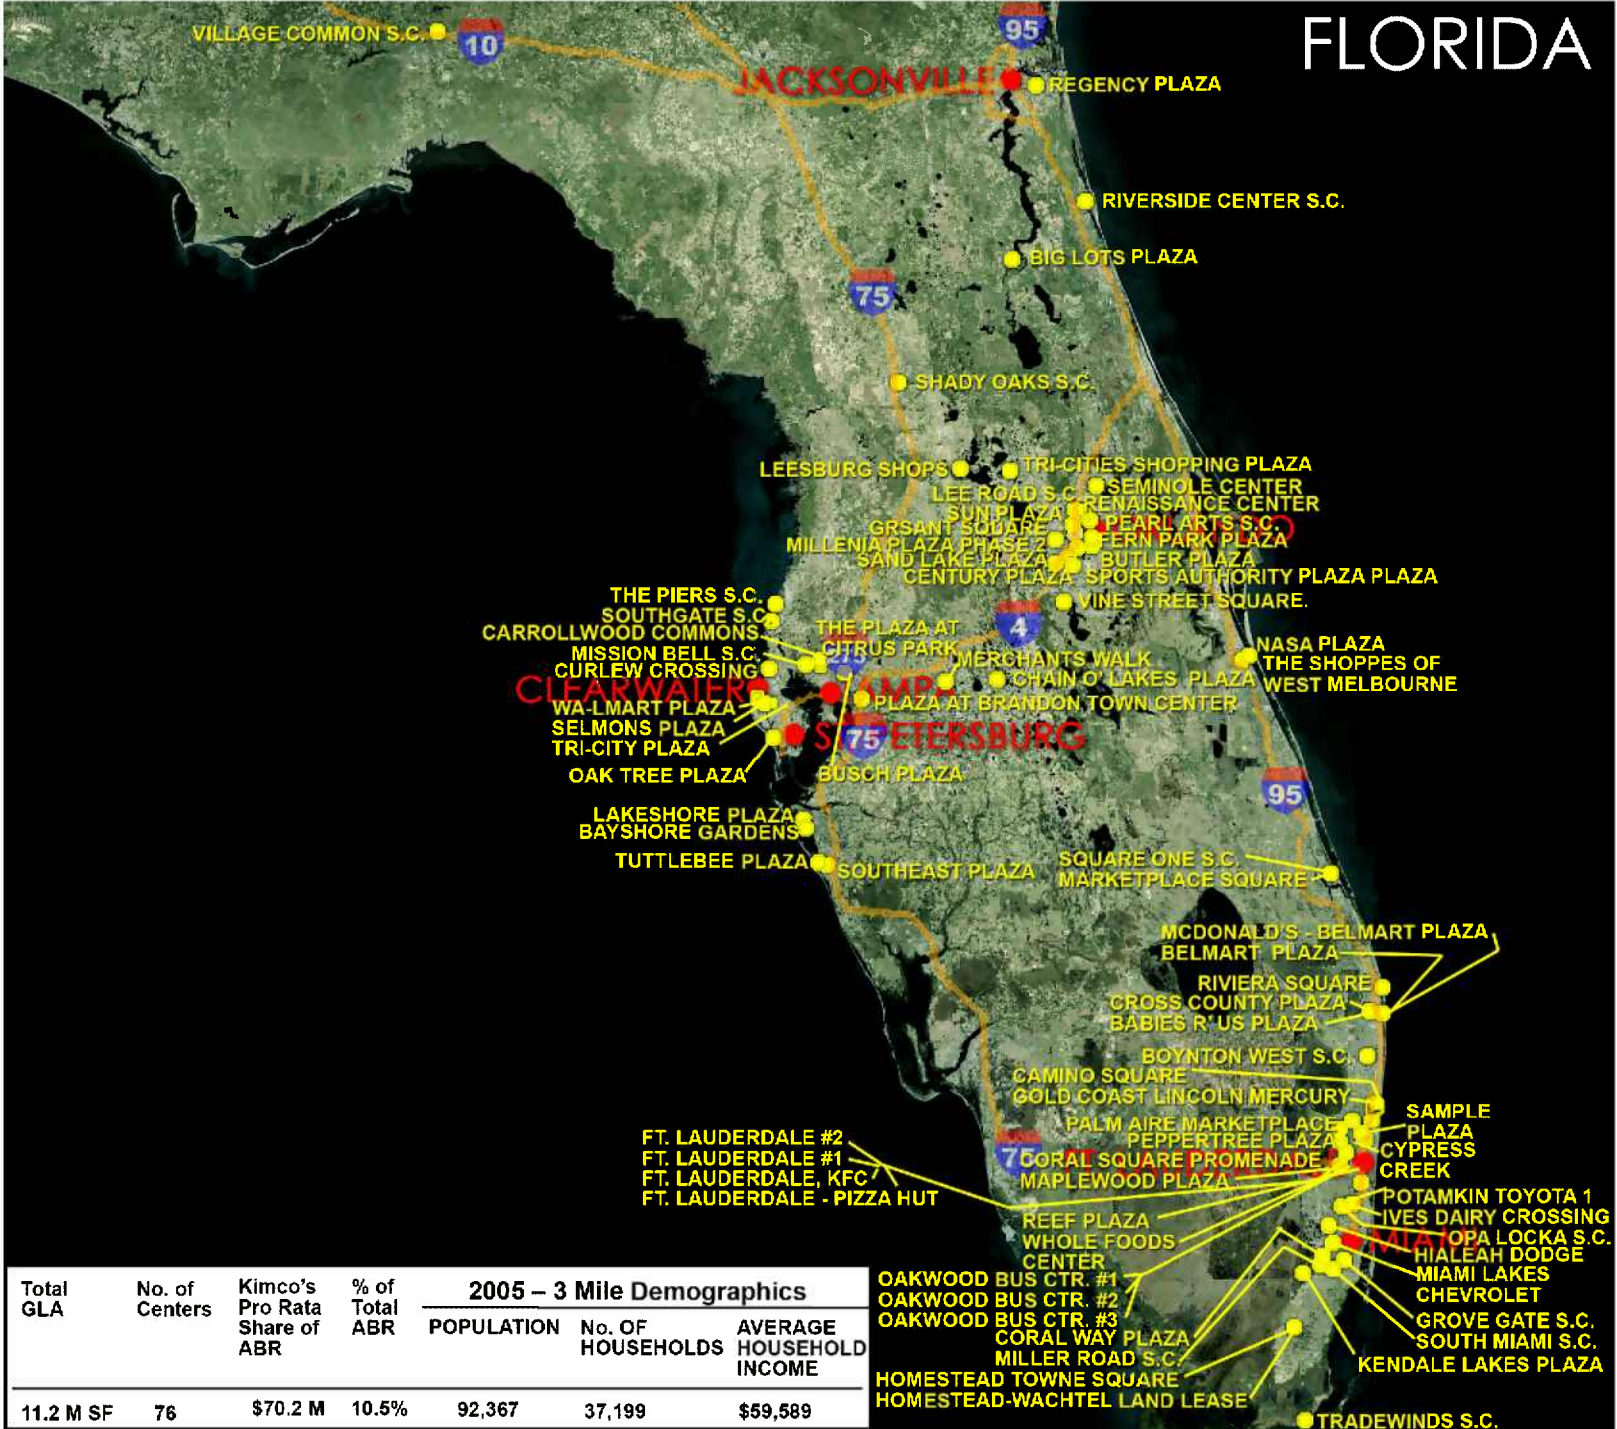 FLORIDA
VILLAGE COMMON S.C.
10
95
JACKSONVILLE
REGENCY PLAZA
RIVERSIDE CENTER S.C.
BIG LOTS PLAZA
75
SHADY OAKS S.C.
LEESBURG SHOPS
TRI-CITIES SHOPPING PLAZA
SEMINOLE CENTER
LEE ROAD S.C.
RENAISSANCE CENTER
SUN PLAZA
PEARL ARTS S.C.
GRSANT SQUARE
FERN PARK PLAZA
MILLENIA PLAZA PHASE 2
SAND LAKE PLAZA
BUTLER PLAZA
CENTURY PLAZA
SPORTS AUTHORITY PLAZA PLAZA
VINE STREET SQUARE.
4
THE PIERS S.C.
SOUTHGATE S.C
CARROLLWOOD COMMONS
THE PLAZA AT
CITRUS PARK
275
MISSION BELL S.C.
CURLEW CROSSING
MERCHANTS WALK
CHAIN O' LAKES PLAZA
NASA PLAZA
THE SHOPPES OF
WEST MELBOURNE
CLEARWATER
TAMPA
WA-LMART PLAZA
PLAZA AT BRANDON TOWN CENTER
SELMONS PLAZA
TRI-CITY PLAZA
ST. PETERSBURG
75
OAK TREE PLAZA
BUSCH PLAZA
95
LAKESHORE PLAZA
BAYSHORE GARDENS
TUTTLEBEE PLAZA
SOUTHEAST PLAZA
SQUARE ONE S.C.
MARKETPLACE SQUARE
MCDONALD'S - BELMART PLAZA
BELMART PLAZA
RIVIERA SQUARE
CROSS COUNTY PLAZA
BABIES R' US PLAZA
BOYNTON WEST S.C.
CAMINO SQUARE
GOLD COAST LINCOLN MERCURY
PALM AIRE MARKETPLACE
SAMPLE
PLAZA
PEPPERTREE PLAZA
75
CORAL SQUARE PROMENADE
CYPRESS
CREEK
MAPLEWOOD PLAZA
FT. LAUDERDALE #2
FT. LAUDERDALE #1
FT. LAUDERDALE, KFC
FT. LAUDERDALE - PIZZA HUT
POTAMKIN TOYOTA 1
IVES DAIRY CROSSING
REEF PLAZA
WHOLE FOODS
CENTER
OPA LOCKA S.C.
MIAMI
HIALEAH DODGE
MIAMI LAKES
CHEVROLET
OAKWOOD BUS CTR. #1
OAKWOOD BUS CTR. #2
OAKWOOD BUS CTR. #3
GROVE GATE S.C.
CORAL WAY PLAZA
SOUTH MIAMI S.C.
MILLER ROAD S.C.
KENDALE LAKES PLAZA
HOMESTEAD TOWNE SQUARE
HOMESTEAD-WACHTEL LAND LEASE
TRADEWINDS S.C.
Total GLA
No. of Centers
Kimco's Pro Rata Share of ABR
% of Total ABR
2005 – 3 Mile Demographics
POPULATION
No. OF HOUSEHOLDS
AVERAGE HOUSEHOLD INCOME
11.2 M SF 76 $70.2 M 10.5% 92,367 37,199 $59,589